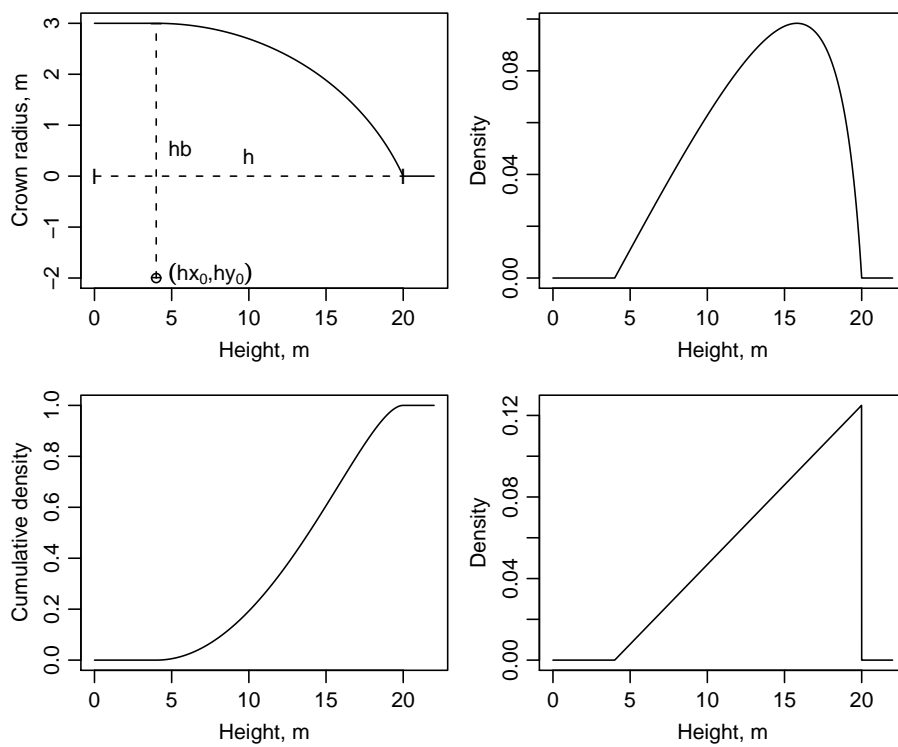 Crown radius, m
3
1
0
-1
-2
hb
h
(hx₀,hy₀)
0 5 10 15 20
Height, m
Density
0.08
0.04
0.00
0 5 10 15 20
Height, m
Cumulative density
1.0
0.8
0.6
0.4
0.2
0.0
0 5 10 15 20
Height, m
Density
0.12
0.08
0.04
0.00
0 5 10 15 20
Height, m